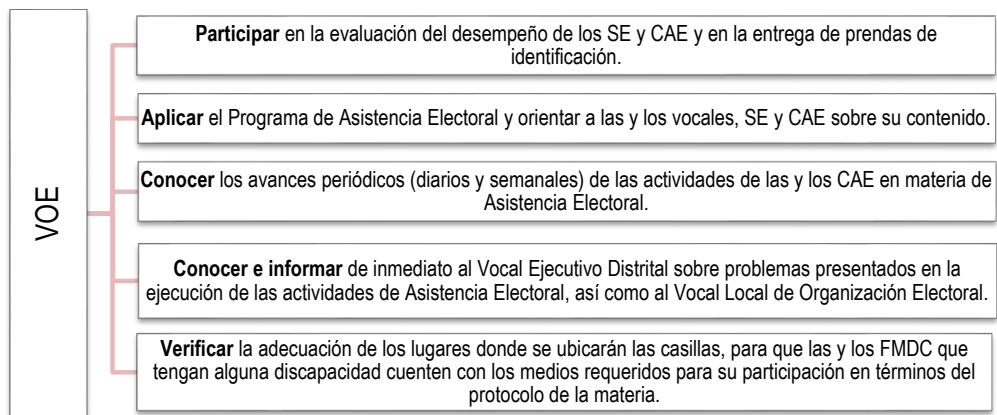 VOE
Participar en la evaluación del desempeño de los SE y CAE y en la entrega de prendas de
identificación.
Aplicar el Programa de Asistencia Electoral y orientar a las y los vocales, SE y CAE sobre su contenido.
Conocer los avances periódicos (diarios y semanales) de las actividades de las y los CAE en materia de
Asistencia Electoral.
Conocer e informar de inmediato al Vocal Ejecutivo Distrital sobre problemas presentados en la
ejecución de las actividades de Asistencia Electoral, así como al Vocal Local de Organización Electoral.
Verificar la adecuación de los lugares donde se ubicarán las casillas, para que las y los FMDC que
tengan alguna discapacidad cuenten con los medios requeridos para su participación en términos del
protocolo de la materia.